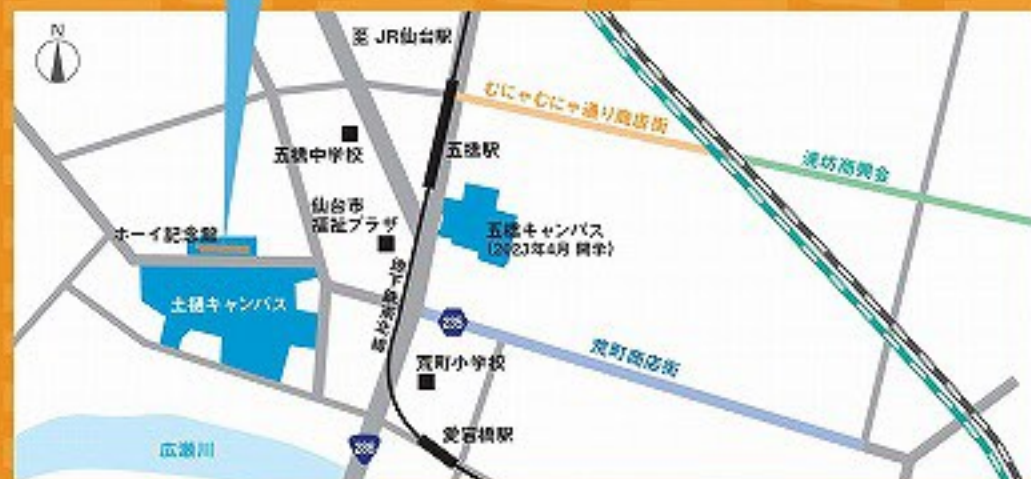 N
至 JR仙台駅
むにゃむにゃ通り商店街
五橋中学校
五橋駅
連坊商興会
仙台市
福祉プラザ
五橋キャンパス
(2023年4月 開学)
ホーイ記念館
土樋キャンパス
地下鉄南北線
235
荒町商店街
荒町小学校
愛宕橋駅
広瀬川